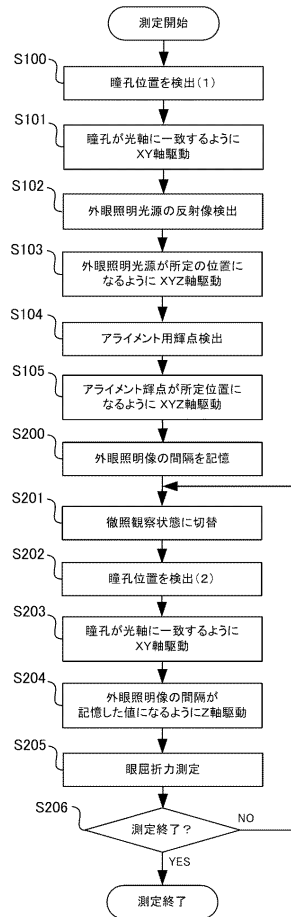 測定開始
S100
瞳孔位置を検出(1)
S101
瞳孔が光軸に一致するように
XY軸駆動
S102
外眼照明光源の反射像検出
S103
外眼照明光源が所定の位置に
なるように XYZ軸駆動
S104
アライメント用輝点検出
S105
アライメント輝点が所定位置に
なるように XYZ軸駆動
S200
外眼照明像の間隔を記憶
S201
徹照観察状態に切替
S202
瞳孔位置を検出(2)
S203
瞳孔が光軸に一致するように
XY軸駆動
S204
外眼照明像の間隔が
記憶した値になるようにZ軸駆動
S205
眼屈折力測定
S206
測定終了?
NO
YES
測定終了